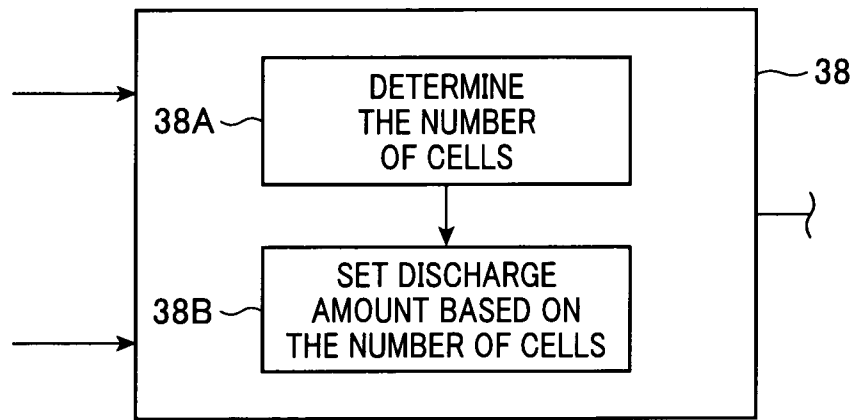 DETERMINE
THE NUMBER
OF CELLS
38
38A
SET DISCHARGE
AMOUNT BASED ON
THE NUMBER OF CELLS
38B